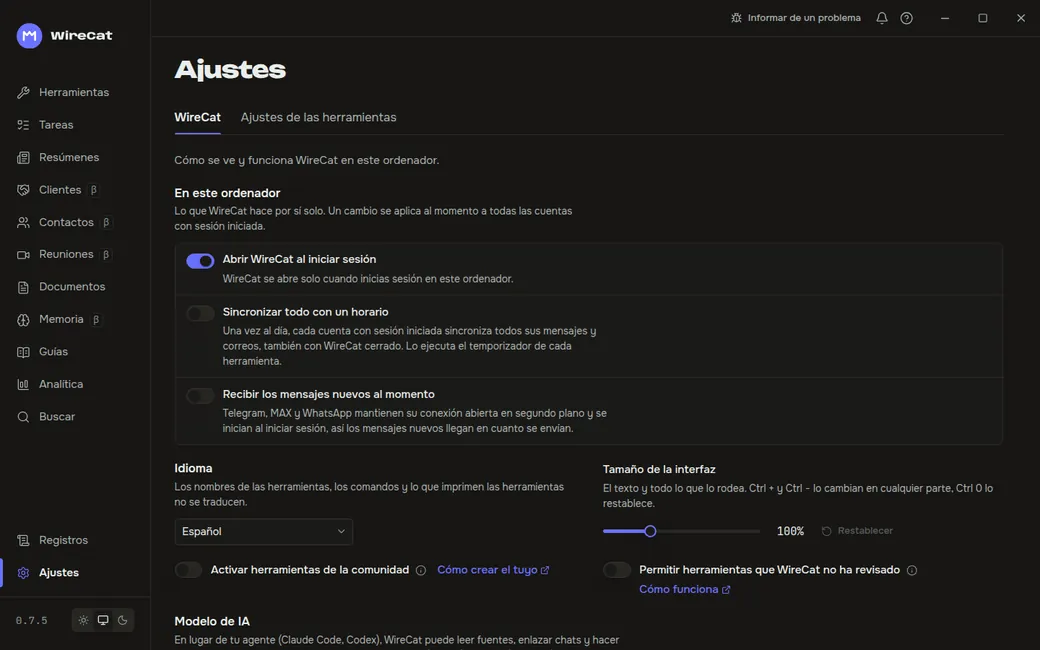 WireCat
Informar de un problema
Herramientas
Tareas
Resúmenes
Clientes β
Contactos β
Reuniones β
Documentos
Memoria β
Guías
Analítica
Buscar
Registros
Ajustes
0.7.5
Ajustes
WireCat
Ajustes de las herramientas
Cómo se ve y funciona WireCat en este ordenador.
En este ordenador
Lo que WireCat hace por sí solo. Un cambio se aplica al momento a todas las cuentas
con sesión iniciada.
Abrir WireCat al iniciar sesión
WireCat se abre solo cuando inicias sesión en este ordenador.
Sincronizar todo con un horario
Una vez al día, cada cuenta con sesión iniciada sincroniza todos sus mensajes y
correos, también con WireCat cerrado. Lo ejecuta el temporizador de cada
herramienta.
Recibir los mensajes nuevos al momento
Telegram, MAX y WhatsApp mantienen su conexión abierta en segundo plano y se
inician al iniciar sesión, así los mensajes nuevos llegan en cuanto se envían.
Idioma
Los nombres de las herramientas, los comandos y lo que imprimen las herramientas
no se traducen.
Español
Activar herramientas de la comunidad
Cómo crear el tuyo
Tamaño de la interfaz
El texto y todo lo que lo rodea. Ctrl + y Ctrl - lo cambian en cualquier parte, Ctrl 0 lo
restablece.
100%
Restablecer
Permitir herramientas que WireCat no ha revisado
Cómo funciona
Modelo de IA
En lugar de tu agente (Claude Code, Codex), WireCat puede leer fuentes, enlazar chats y hacer